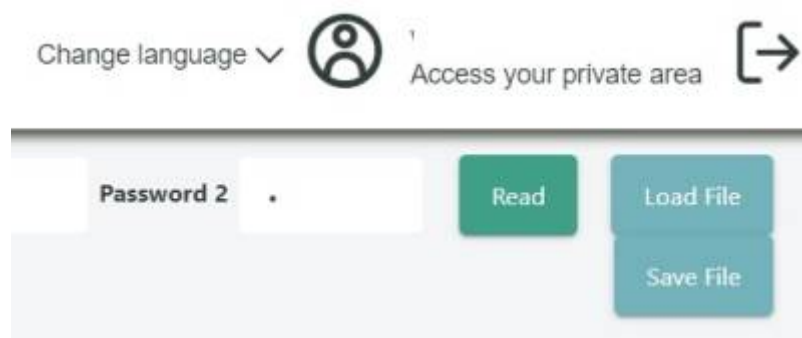 Change language
Access your private area
Password 2 .
Read
Load File
Save File